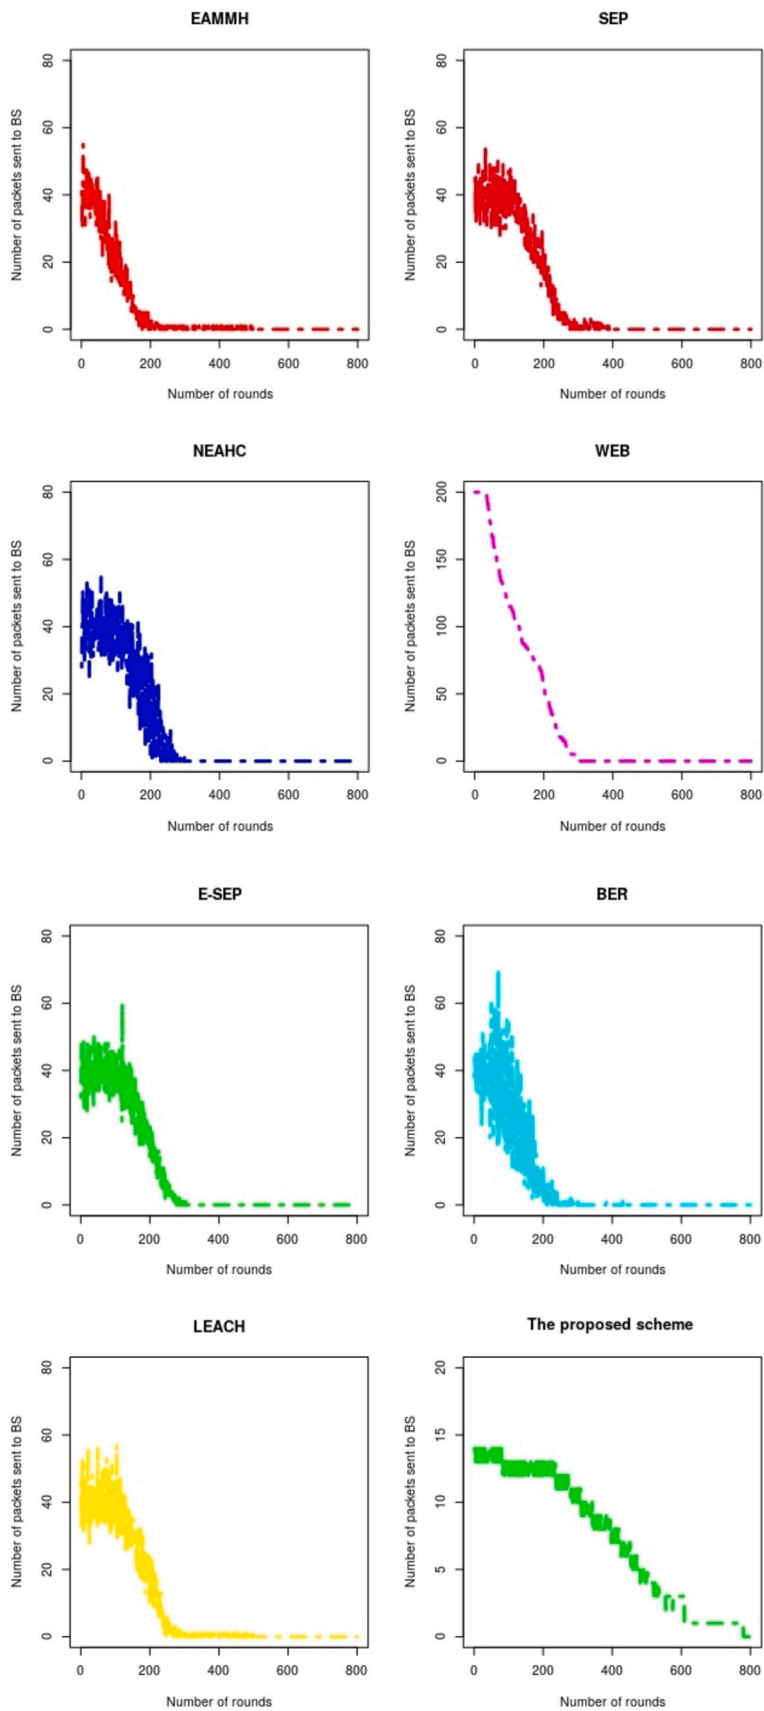 EAMMH
SEP
Number of packets sent to BS
80
60
40
20
0
0 200 400 600 800
Number of rounds
Number of packets sent to BS
80
60
40
20
0
0 200 400 600 800
Number of rounds
NEAHC
WEB
Number of packets sent to BS
80
60
40
20
0
0 200 400 600 800
Number of rounds
Number of packets sent to BS
200
150
100
50
0
0 200 400 600 800
Number of rounds
E-SEP
BER
Number of packets sent to BS
80
60
40
20
0
0 200 400 600 800
Number of rounds
Number of packets sent to BS
80
60
40
20
0
0 200 400 600 800
Number of rounds
LEACH
The proposed scheme
Number of packets sent to BS
80
60
40
20
0
0 200 400 600 800
Number of rounds
Number of packets sent to BS
20
15
10
5
0
0 200 400 600 800
Number of rounds